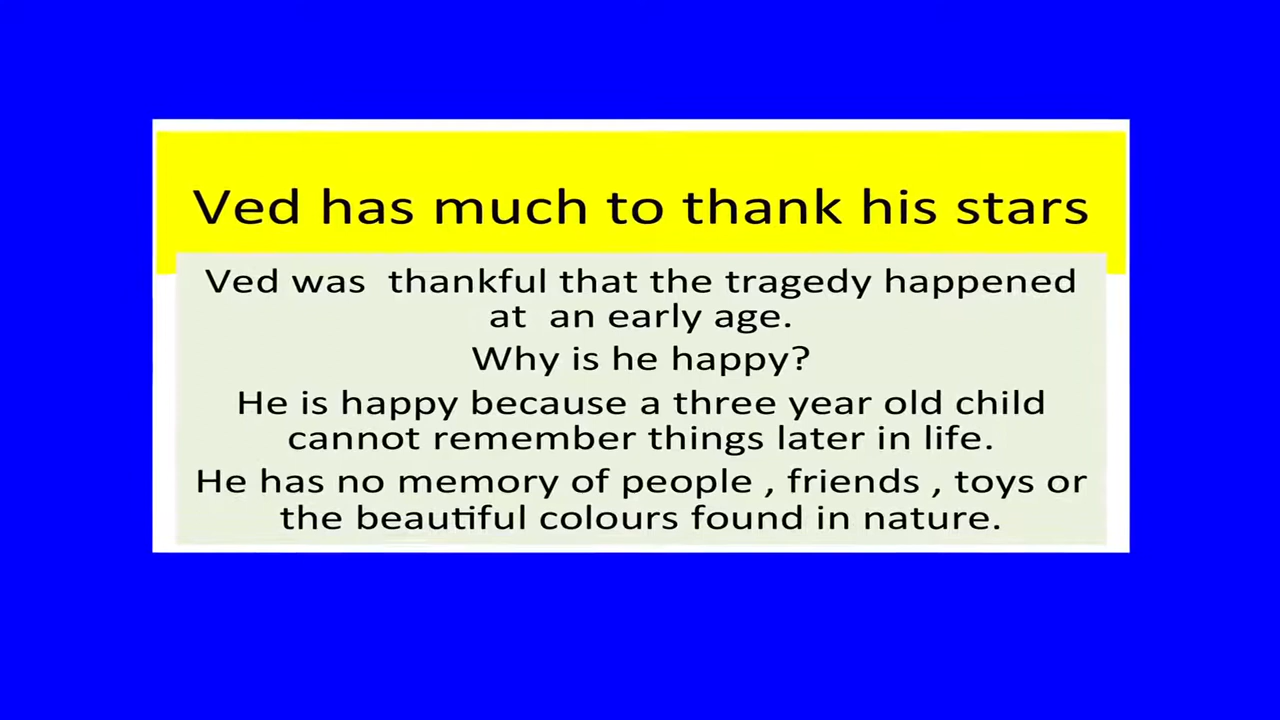 Ved has much to thank his stars
Ved was  thankful that the tragedy happened
at  an early age.
Why is he happy?
He is happy because a three year old child
cannot remember things later in life.
He has no memory of people , friends , toys or
the beautiful colours found in nature.